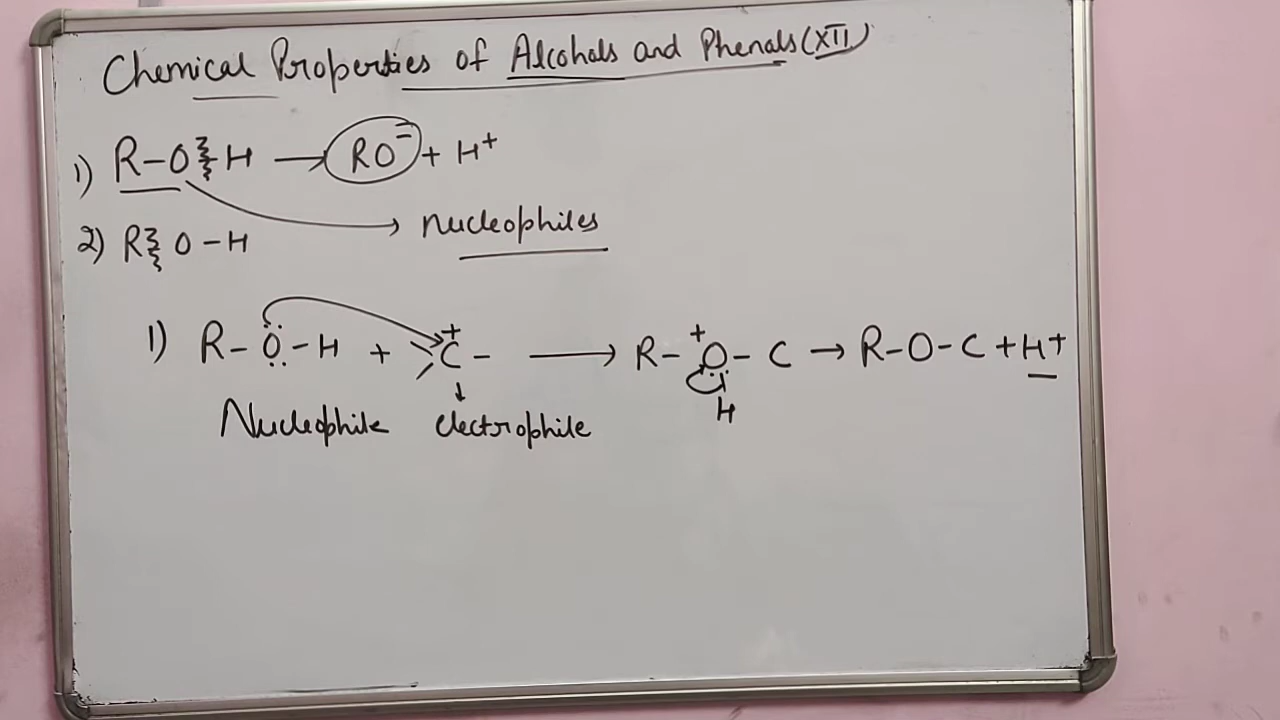 Chemical Properties of Alcohols and Phenols (XII)
1) R-O-H → RO⁻ + H⁺
nucleophiles
2) R O-H
1) R-Ö-H + C⁺- → R-O⁺-C → R-O-C + H⁺
H
Nucleophile electrophile